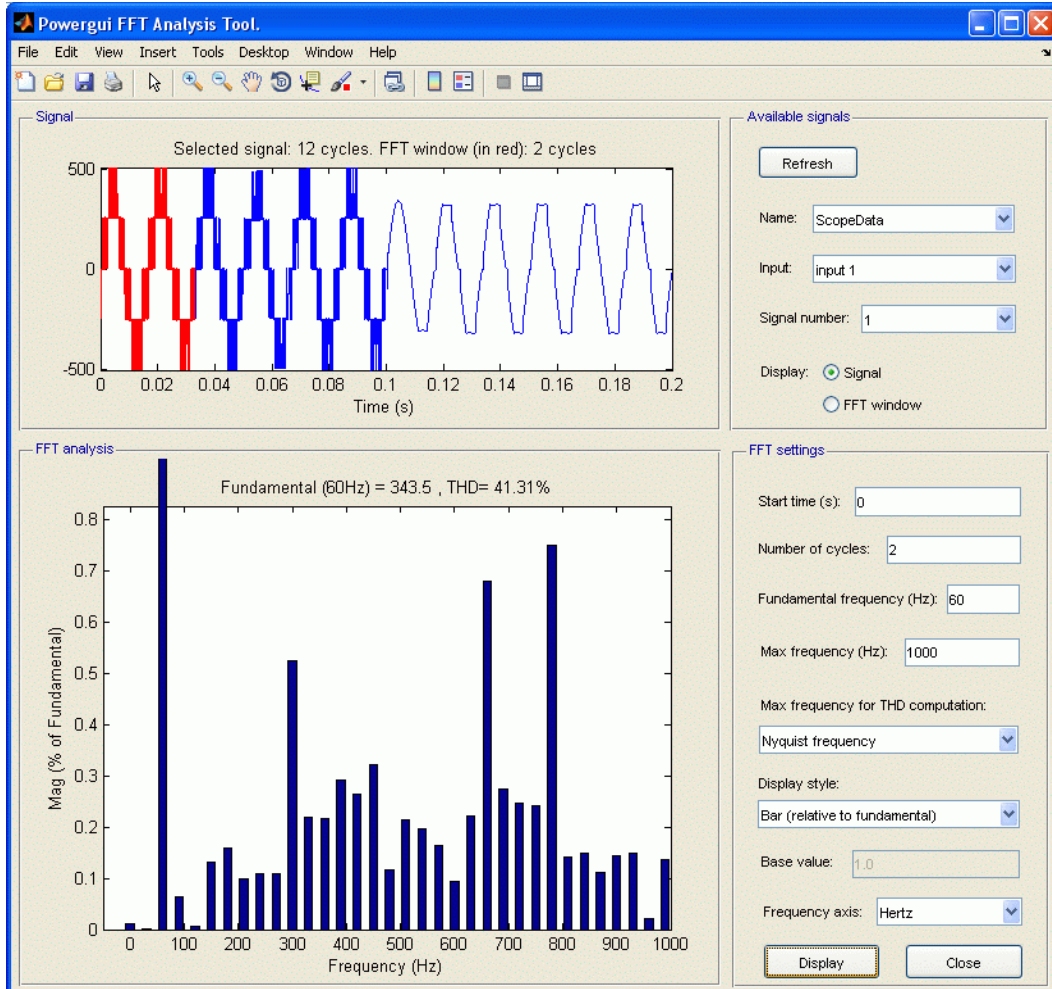 Powergui FFT Analysis Tool.
File Edit View Insert Tools Desktop Window Help
Signal
Selected signal: 12 cycles. FFT window (in red): 2 cycles
500
0
-500
0 0.02 0.04 0.06 0.08 0.1 0.12 0.14 0.16 0.18 0.2
Time (s)
Available signals
Refresh
Name: ScopeData
Input: input 1
Signal number: 1
Display: Signal
FFT window
FFT analysis
Fundamental (60Hz) = 343.5 , THD= 41.31%
0.8
0.7
0.6
0.5
0.4
0.3
0.2
0.1
0
Mag (% of Fundamental)
0 100 200 300 400 500 600 700 800 900 1000
Frequency (Hz)
FFT settings
Start time (s): 0
Number of cycles: 2
Fundamental frequency (Hz): 60
Max frequency (Hz): 1000
Max frequency for THD computation:
Nyquist frequency
Display style:
Bar (relative to fundamental)
Base value: 1.0
Frequency axis: Hertz
Display Close